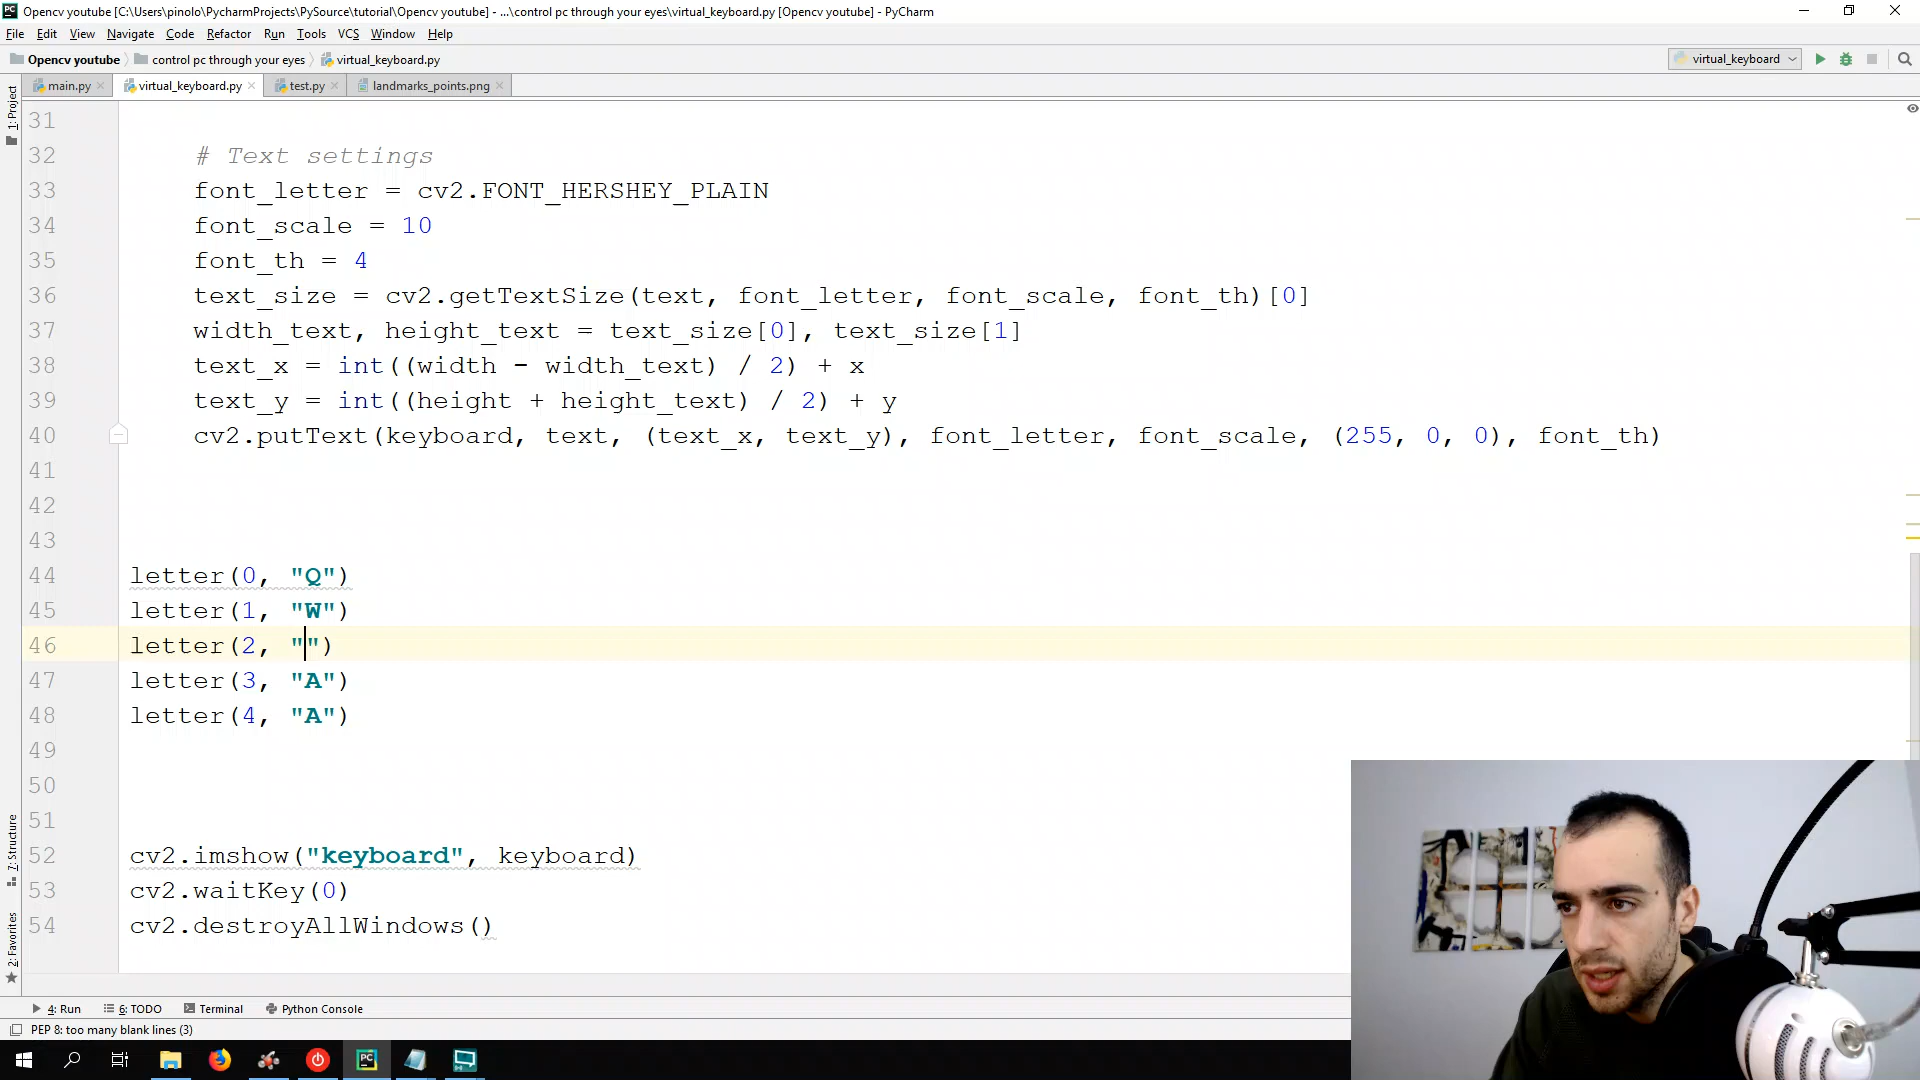 Opencv youtube [C:\Users\pinolo\PycharmProjects\PySource\tutorial\Opencv youtube] - ...\control pc through your eyes\virtual_keyboard.py [Opencv youtube] - PyCharm
File Edit View Navigate Code Refactor Run Tools VCS Window Help
Opencv youtube control pc through your eyes virtual_keyboard.py virtual_keyboard
main.py virtual_keyboard.py test.py landmarks_points.png
1: Project
31
32 # Text settings
33 font_letter = cv2.FONT_HERSHEY_PLAIN
34 font_scale = 10
35 font_th = 4
36 text_size = cv2.getTextSize(text, font_letter, font_scale, font_th)[0]
37 width_text, height_text = text_size[0], text_size[1]
38 text_x = int((width - width_text) / 2) + x
39 text_y = int((height + height_text) / 2) + y
40 cv2.putText(keyboard, text, (text_x, text_y), font_letter, font_scale, (255, 0, 0), font_th)
41
42
43
44 letter(0, "Q")
45 letter(1, "W")
46 letter(2, "")
47 letter(3, "A")
48 letter(4, "A")
49
50
51
52 cv2.imshow("keyboard", keyboard)
53 cv2.waitKey(0)
54 cv2.destroyAllWindows()
7: Structure
2: Favorites
4: Run 6: TODO Terminal Python Console
PEP 8: too many blank lines (3)
PC